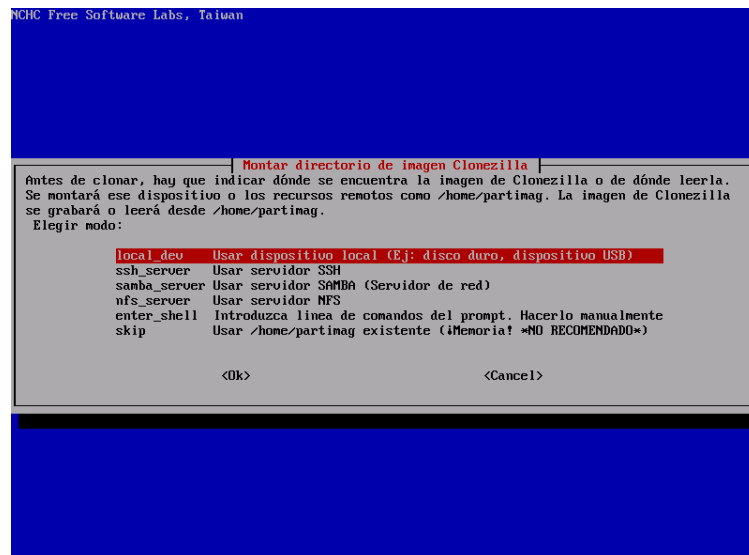 NCHC Free Software Labs, Taiwan
Montar directorio de imagen Clonezilla
Antes de clonar, hay que indicar dónde se encuentra la imagen de Clonezilla o de dónde leerla.
Se montará ese dispositivo o los recursos remotos como /home/partimag. La imagen de Clonezilla
se grabará o leerá desde /home/partimag.
Elegir modo:
local_dev Usar dispositivo local (Ej: disco duro, dispositivo USB)
ssh_server Usar servidor SSH
samba_server Usar servidor SAMBA (Servidor de red)
nfs_server Usar servidor NFS
enter_shell Introduzca linea de comandos del prompt. Hacerlo manualmente
skip Usar /home/partimag existente (¡Memoria! *NO RECOMENDADO*)
<Ok> <Cancel>